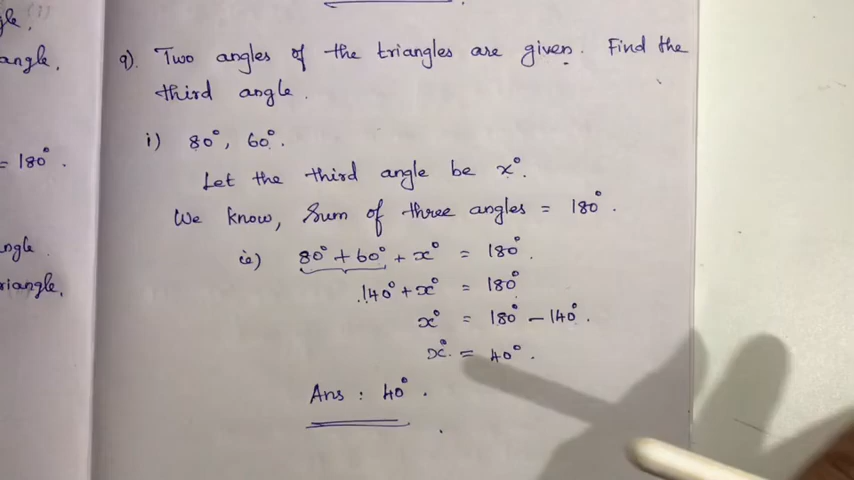 gle.
angle.
= 180°.
ngle
riangle.
9). Two angles of the triangles are given. Find the
third angle.
i) 80°, 60°.
Let the third angle be x°.
We know, Sum of three angles = 180°.
ie) 80° + 60° + x° = 180°.
140° + x° = 180°
x° = 180° - 140°.
x° = 40°.
Ans : 40°.